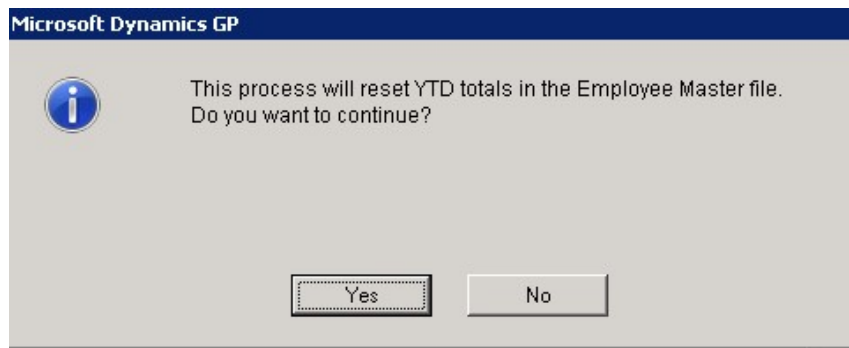 Microsoft Dynamics GP
This process will reset YTD totals in the Employee Master file.
Do you want to continue?
Yes
No